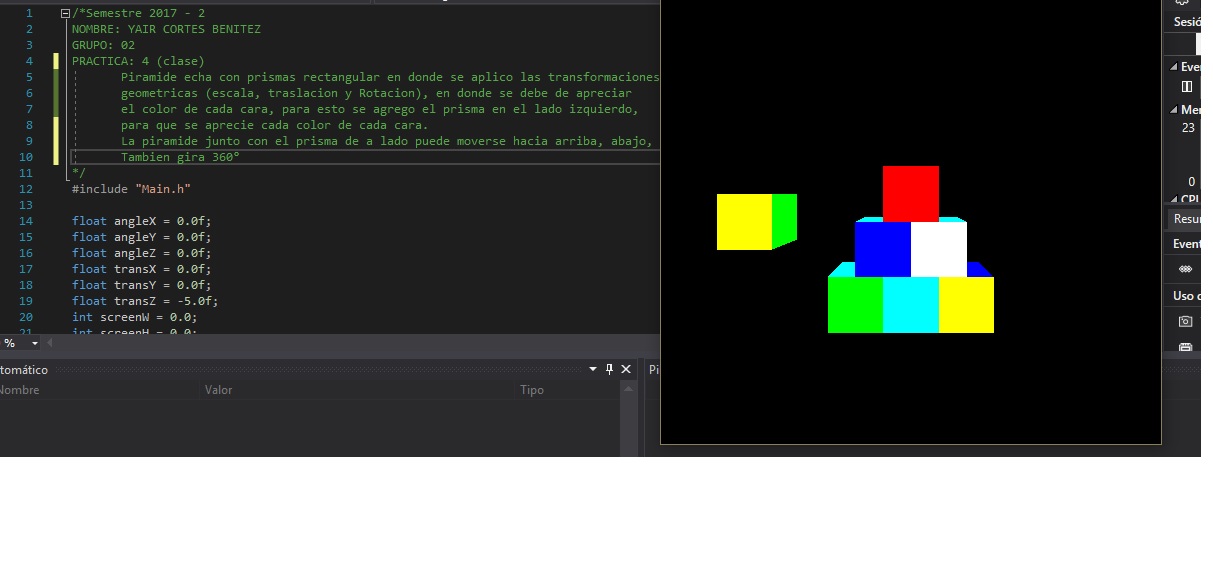 1 /*Semestre 2017 - 2
2 NOMBRE: YAIR CORTES BENITEZ
3 GRUPO: 02
4 PRACTICA: 4 (clase)
5 Piramide echa con prismas rectangular en donde se aplico las transformaciones
6 geometricas (escala, traslacion y Rotacion), en donde se debe de apreciar
7 el color de cada cara, para esto se agrego el prisma en el lado izquierdo,
8 para que se aprecie cada color de cada cara.
9 La piramide junto con el prisma de a lado puede moverse hacia arriba, abajo,
10 Tambien gira 360°
11 */
12 #include "Main.h"
13
14 float angleX = 0.0f;
15 float angleY = 0.0f;
16 float angleZ = 0.0f;
17 float transX = 0.0f;
18 float transY = 0.0f;
19 float transZ = -5.0f;
20 int screenW = 0.0;
21 int screenH = 0.0;
%
tomático
Nombre Valor Tipo
Pi
Sesió
Even
Mem
23
0
CPU
Resun
Event
Uso d